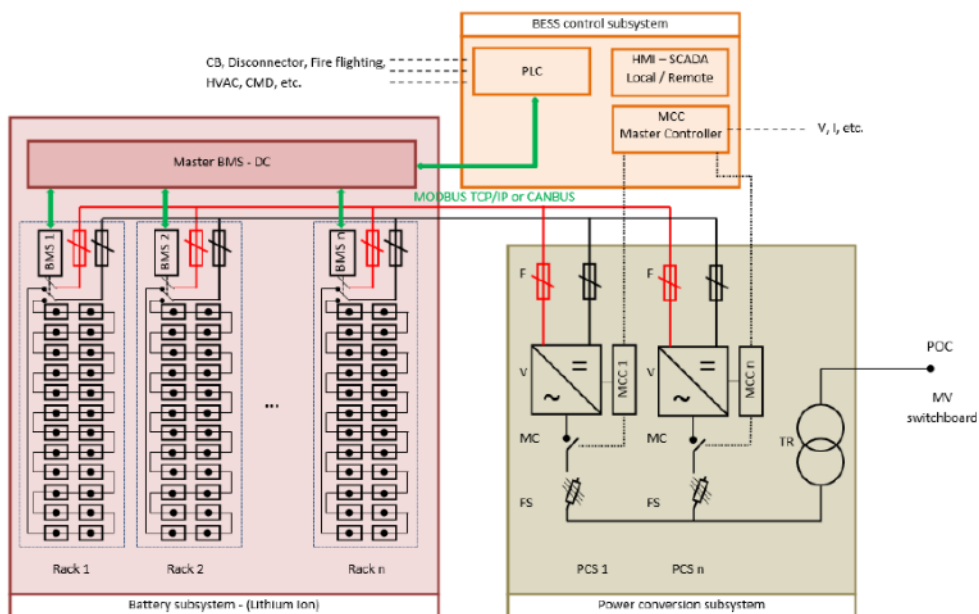 BESS control subsystem
CB, Disconnector, Fire flighting,
HVAC, CMD, etc.
PLC
HMI – SCADA
Local / Remote
MCC
Master Controller
V, I, etc.
Master BMS - DC
MODBUS TCP/IP or CANBUS
BMS 1
BMS 2
BMS n
...
F
F
V
V
MCC 1
MCC n
MC
MC
FS
FS
TR
POC
MV
switchboard
Rack 1
Rack 2
Rack n
PCS 1
PCS n
Battery subsystem - (Lithium Ion)
Power conversion subsystem